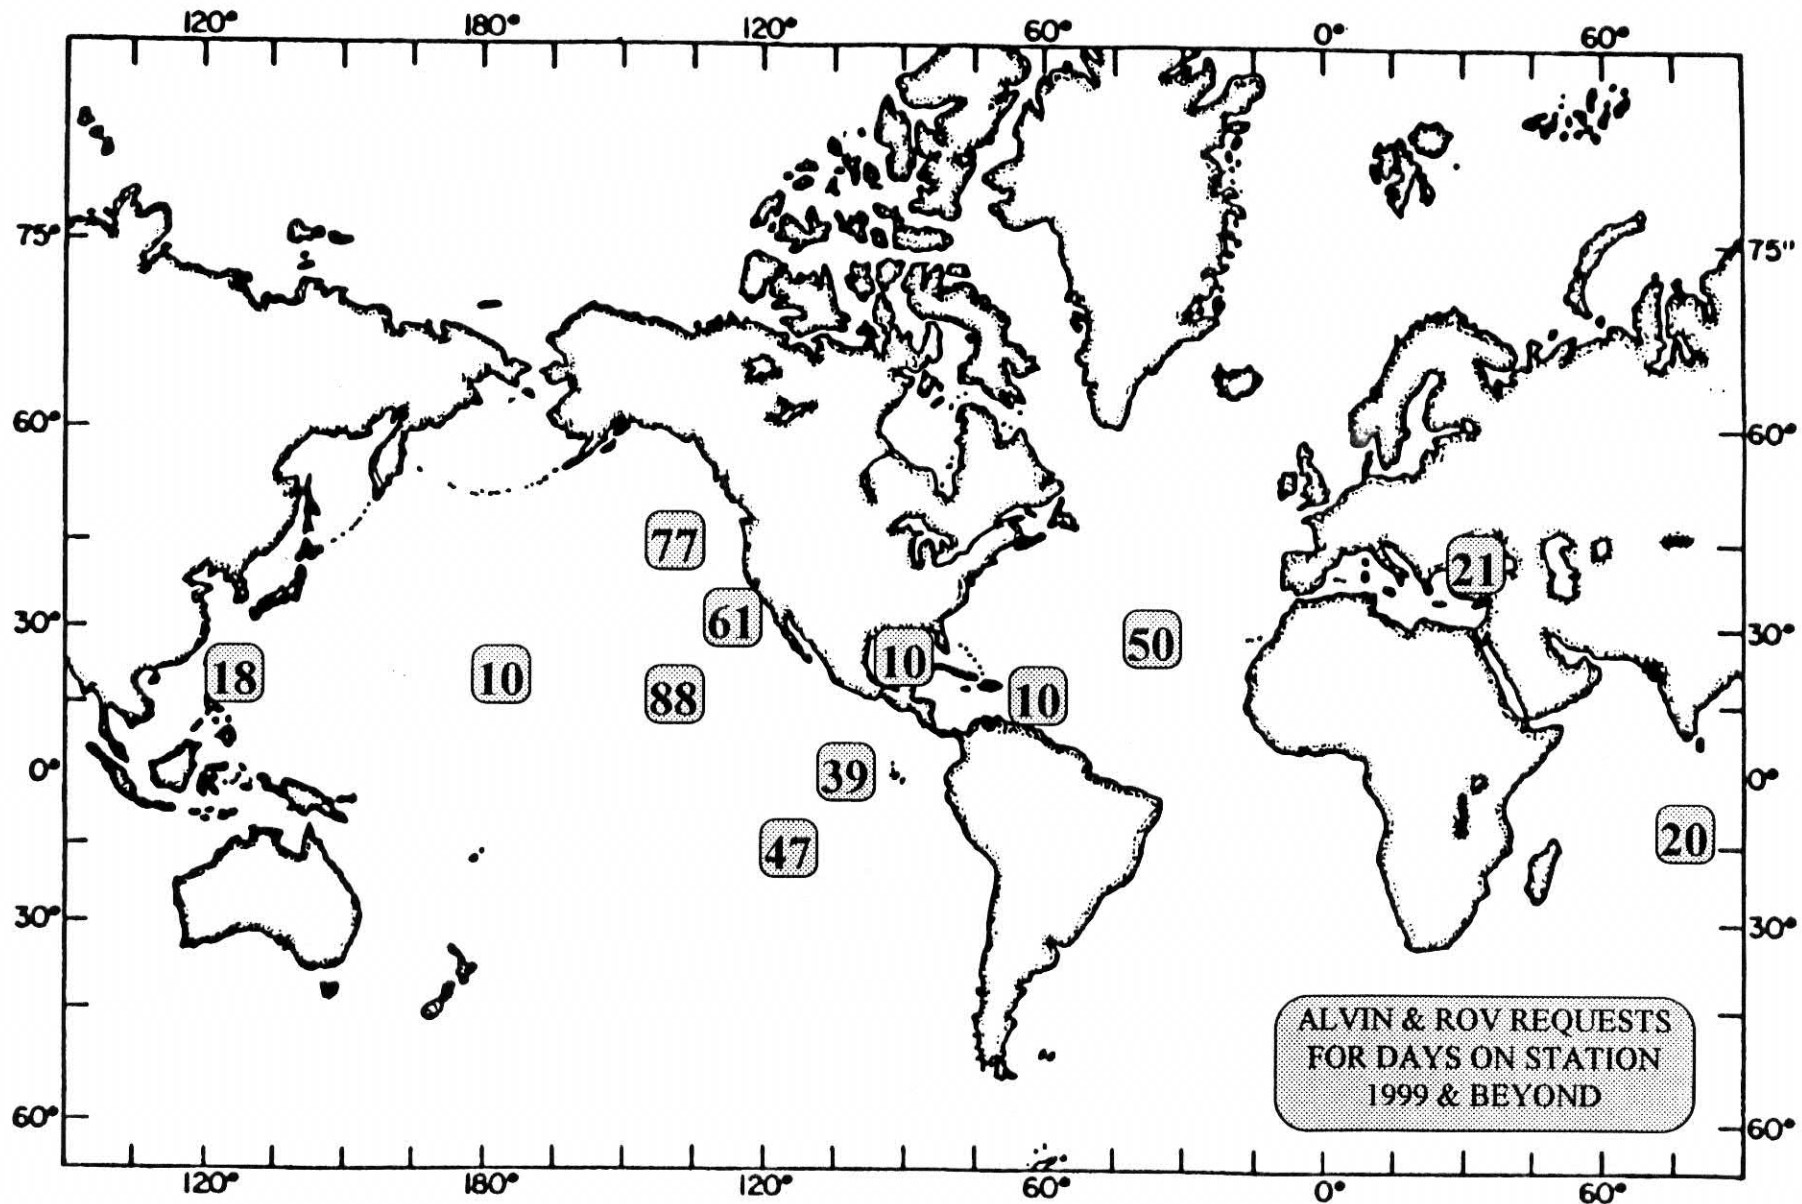 120° 180° 120° 60° 0° 60°
75° 75"
60° 60°
77
21
61
30° 50 30°
18 10 88 10 10
0° 39 0°
47 20
30° 30°
ALVIN & ROV REQUESTS
FOR DAYS ON STATION
1999 & BEYOND
60° 60°
120° 180° 120° 60° 0° 60°